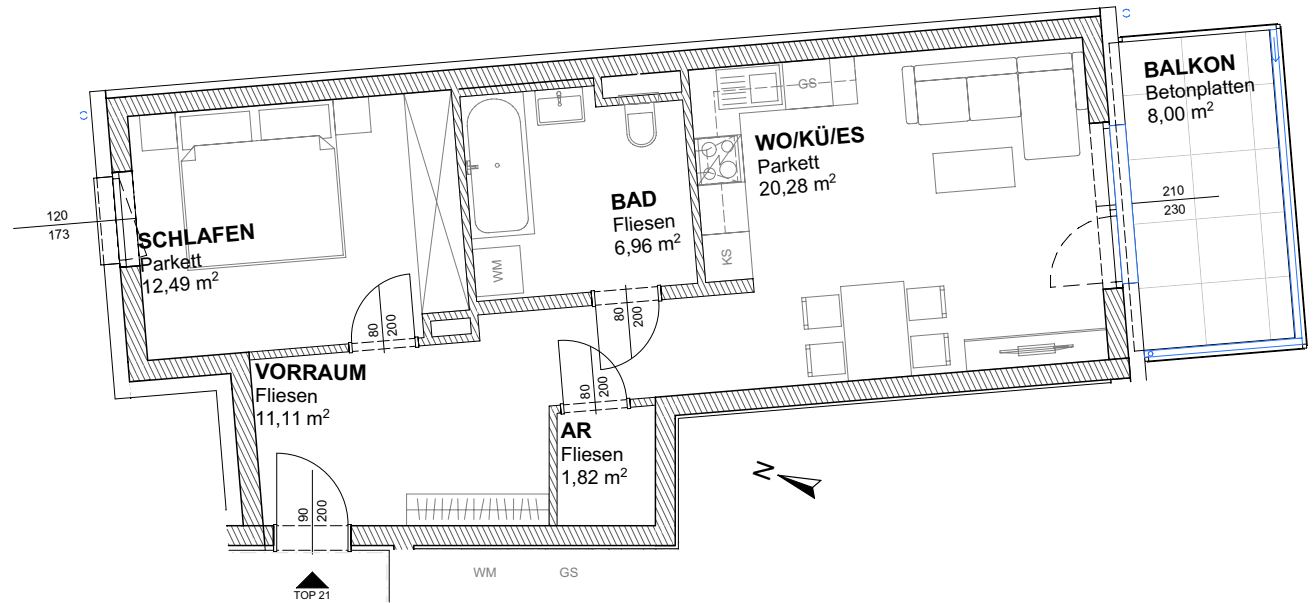 BALKON
Betonplatten
8,00 m²
GS
WO/KÜ/ES
Parkett
20,28 m²
210
230
BAD
Fliesen
6,96 m²
120
173
SCHLAFEN
Parkett
12,49 m²
WM
KS
80
200
80
200
VORRAUM
Fliesen
11,11 m²
80
200
AR
Fliesen
1,82 m²
N
90
200
WM
GS
TOP 21